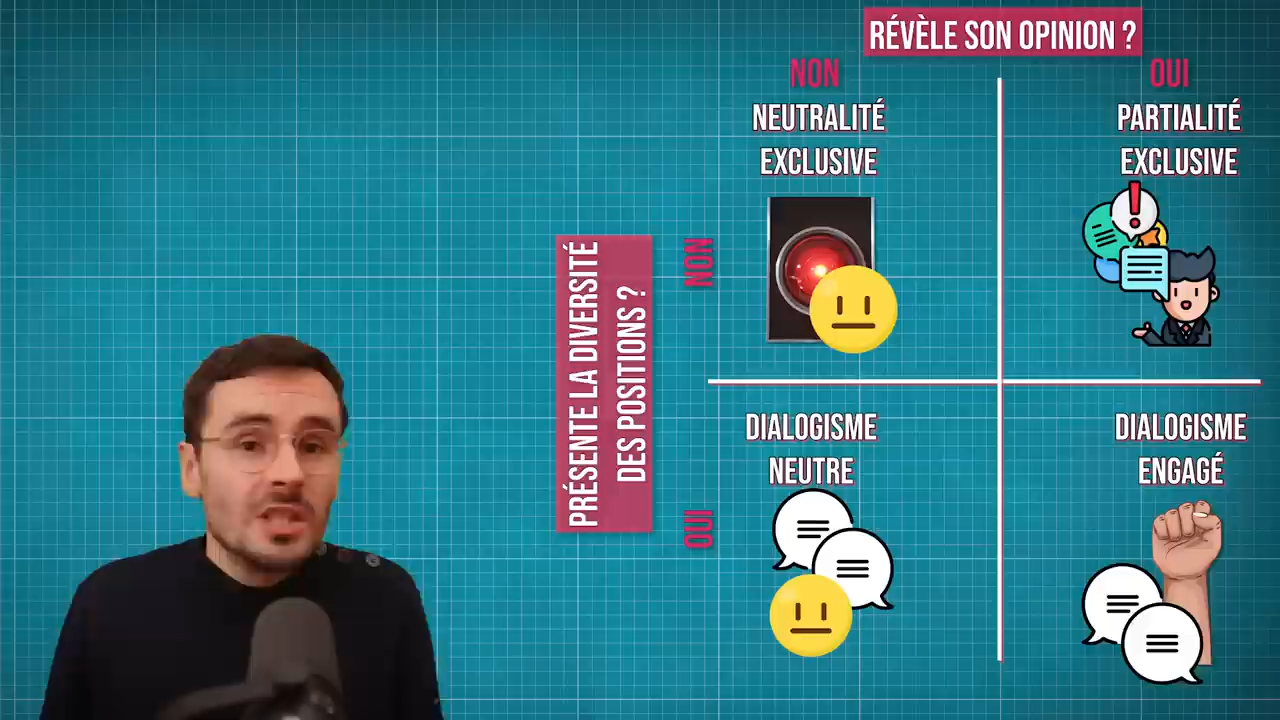 RÉVÈLE SON OPINION ?
NON
OUI
NEUTRALITÉ
EXCLUSIVE
PARTIALITÉ
EXCLUSIVE
PRÉSENTE LA DIVERSITÉ
DES POSITIONS ?
NON
OUI
DIALOGISME
NEUTRE
DIALOGISME
ENGAGÉ